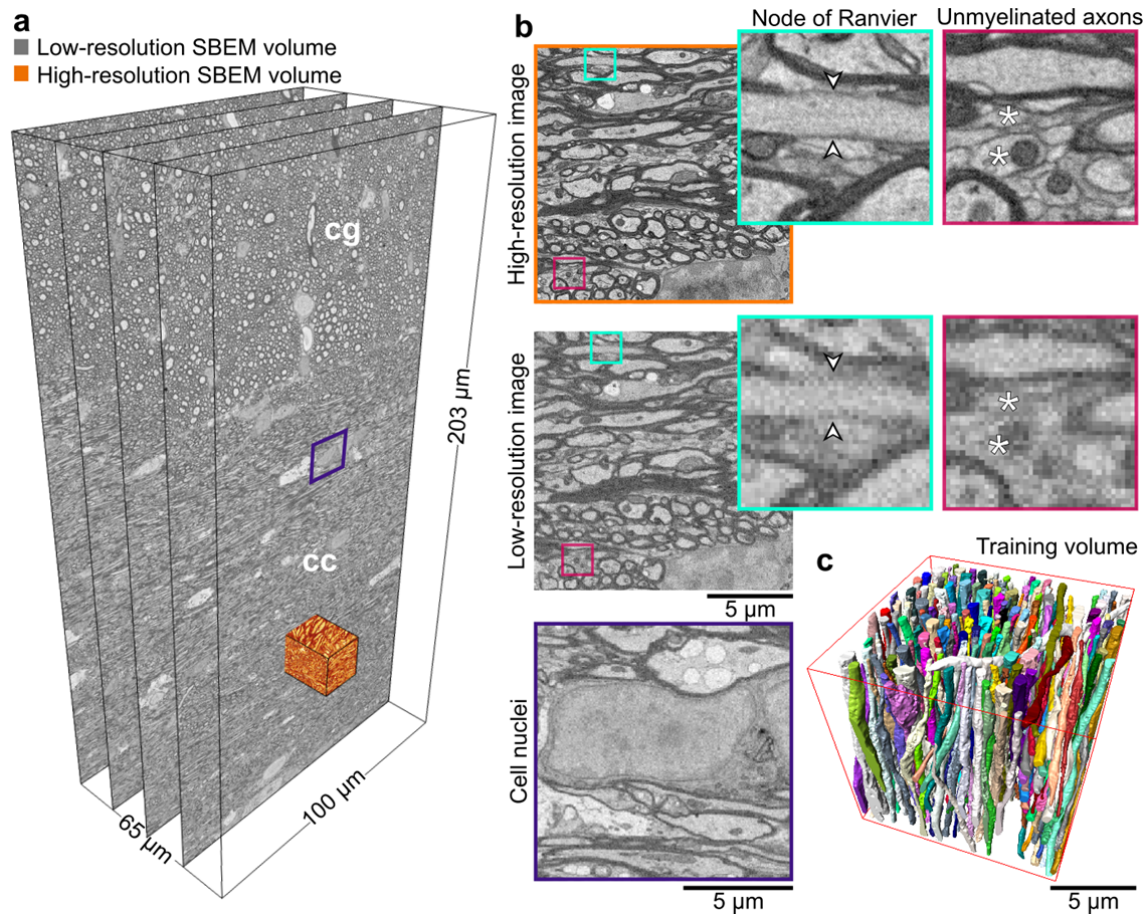 a
Low-resolution SBEM volume
High-resolution SBEM volume
cg
cc
203 µm
100 µm
65 µm
b
Node of Ranvier
Unmyelinated axons
High-resolution image
*
*
Low-resolution image
*
*
5 µm
Cell nuclei
5 µm
c
Training volume
5 µm